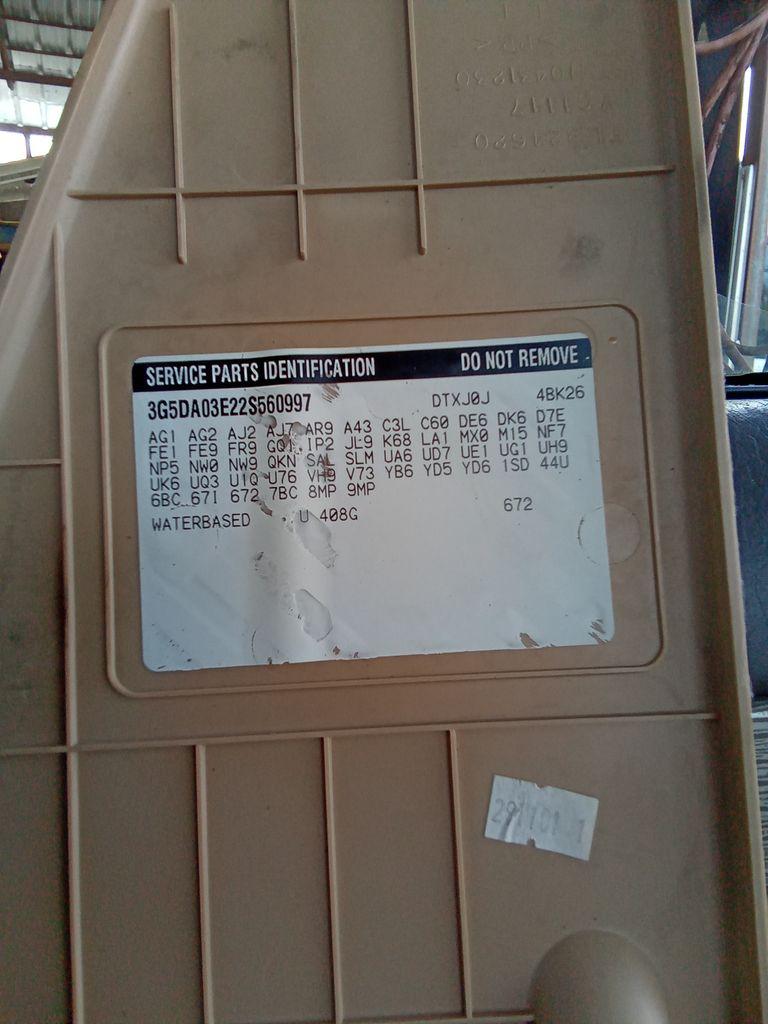 SERVICE PARTS IDENTIFICATION DO NOT REMOVE
3G5DA03E22S560997 DTXJ0J 4BK26
AG1 AG2 AJ2 AJ7 AR9 A43 C3L C60 DE6 DK6 D7E
FE1 FE9 FR9 GQ1 IP2 JL9 K68 LA1 MX0 M15 NF7
NP5 NW0 NW9 QKN SAL SLM UA6 UD7 UE1 UG1 UH9
UK6 UQ3 U1Q U76 VH9 V73 YB6 YD5 YD6 1SD 44U
6BC 67I 672 7BC 8MP 9MP
WATERBASED U 408G 672